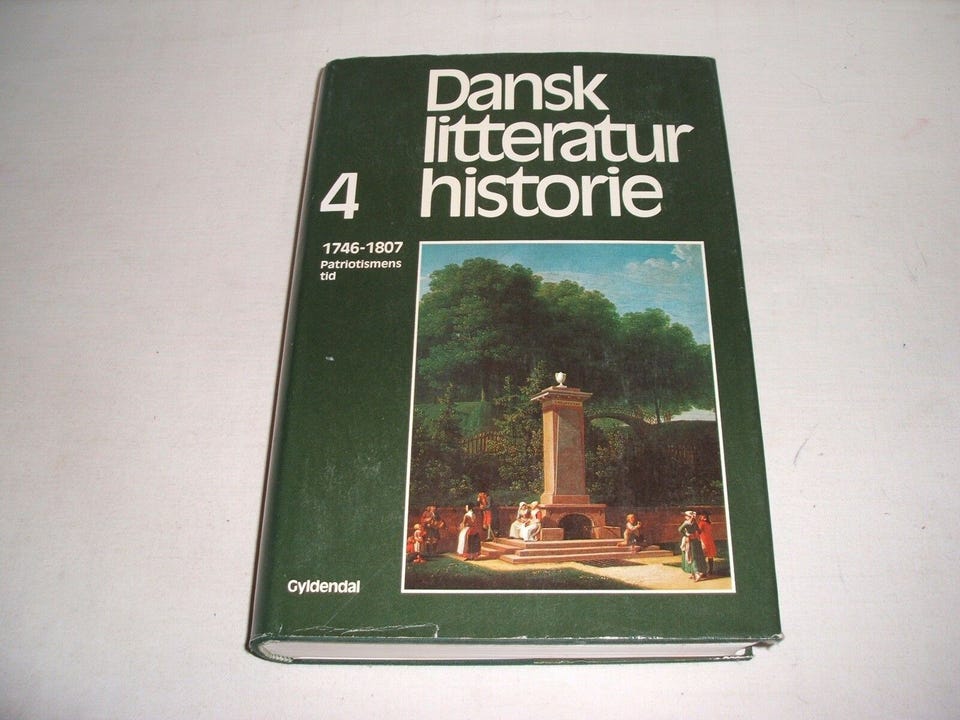 Dansk
litteratur
4 historie
1746-1807
Patriotismens
tid
Gyldendal